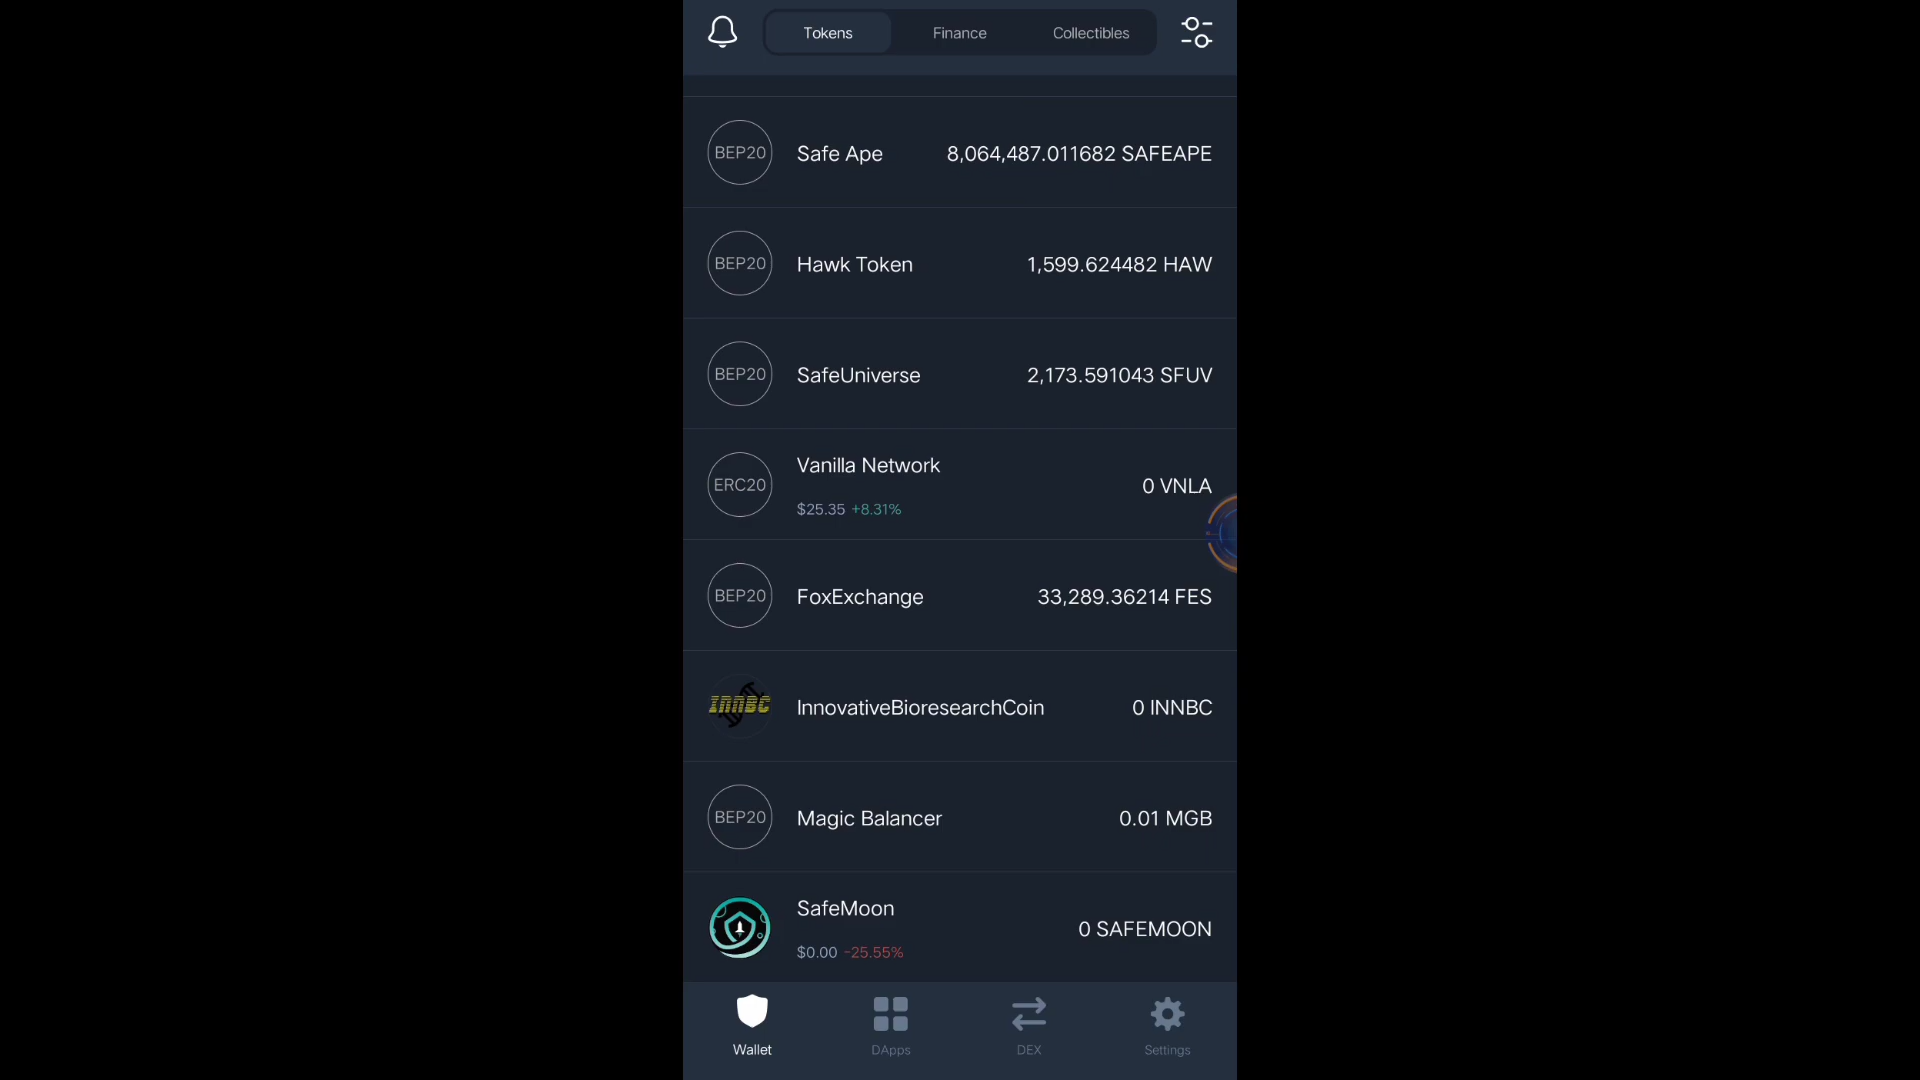 Tokens Finance Collectibles
BEP20 Safe Ape 8,064,487.011682 SAFEAPE
BEP20 Hawk Token 1,599.624482 HAW
BEP20 SafeUniverse 2,173.591043 SFUV
Vanilla Network
ERC20 0 VNLA
$25.35 +8.31%
BEP20 FoxExchange 33,289.36214 FES
INNBC InnovativeBioresearchCoin 0 INNBC
BEP20 Magic Balancer 0.01 MGB
SafeMoon
0 SAFEMOON
$0.00 -25.55%
Wallet DApps DEX Settings